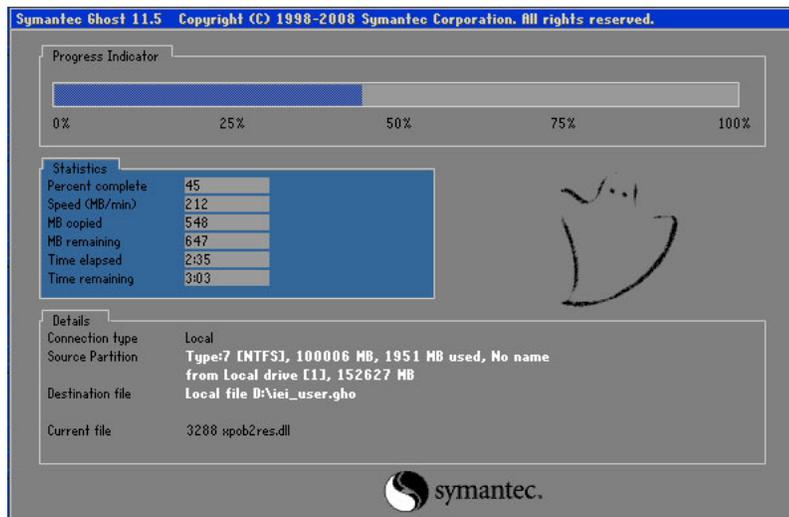 Symantec Ghost 11.5 Copyright (C) 1998-2008 Symantec Corporation. All rights reserved.
Progress Indicator
0% 25% 50% 75% 100%
Statistics
Percent complete 45
Speed (MB/min) 212
MB copied 548
MB remaining 647
Time elapsed 2:35
Time remaining 3:03
Details
Connection type Local
Source Partition Type:7 [NTFS], 100006 MB, 1951 MB used, No name
from Local drive [1], 152627 MB
Destination file Local file D:\iei_user.gho
Current file 3288 xpob2res.dll
symantec.